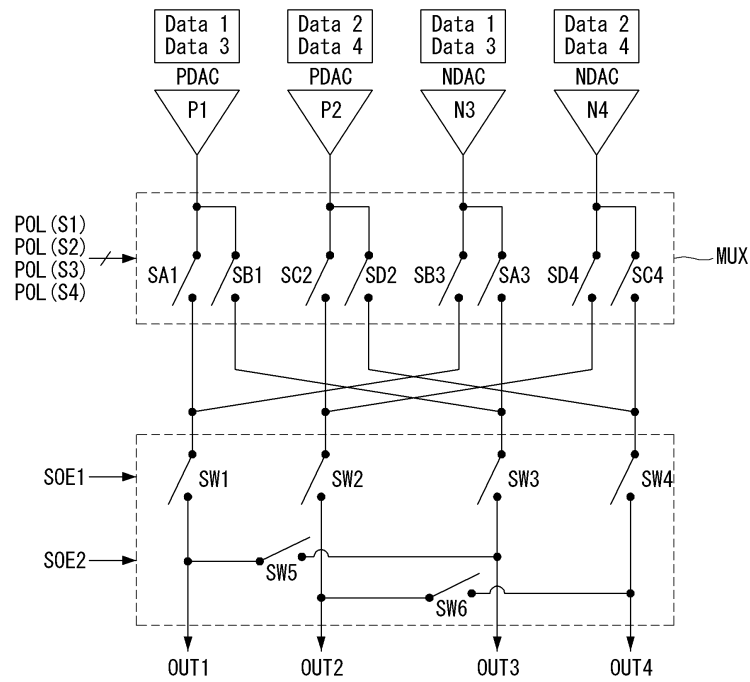 Data 1
Data 3
Data 2
Data 4
Data 1
Data 3
Data 2
Data 4
PDAC
PDAC
NDAC
NDAC
P1
P2
N3
N4
POL(S1)
POL(S2)
POL(S3)
POL(S4)
SA1
SB1
SC2
SD2
SB3
SA3
SD4
SC4
MUX
SOE1
SW1
SW2
SW3
SW4
SOE2
SW5
SW6
OUT1
OUT2
OUT3
OUT4